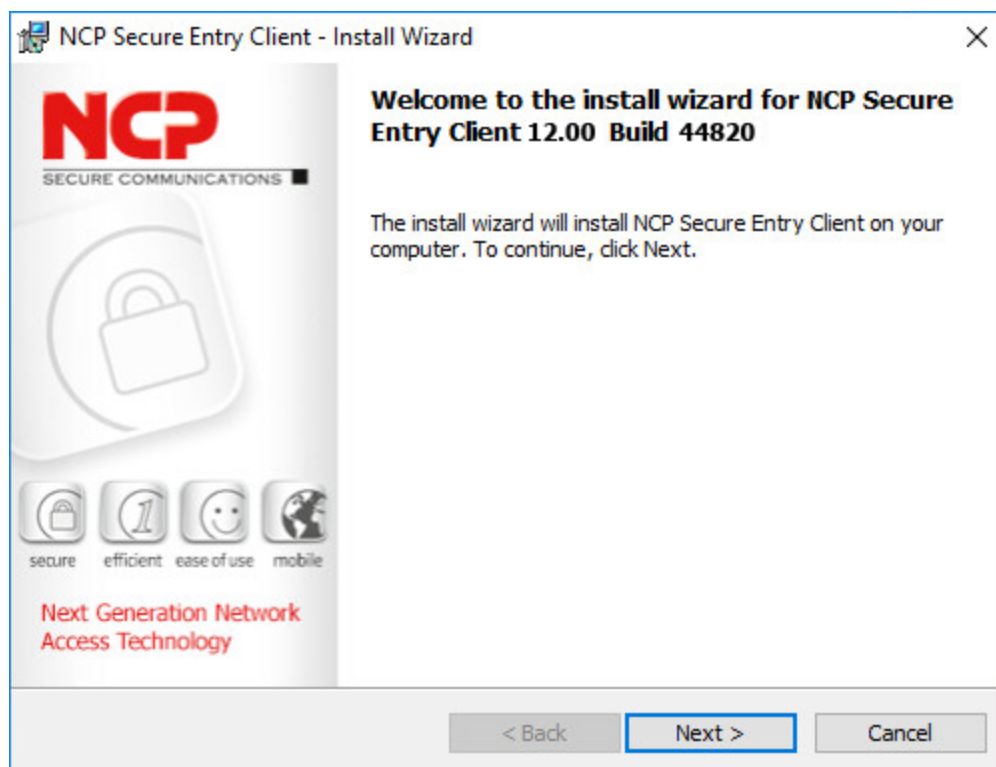 NCP Secure Entry Client - Install Wizard
NCP
SECURE COMMUNICATIONS
Welcome to the install wizard for NCP Secure
Entry Client 12.00 Build 44820
The install wizard will install NCP Secure Entry Client on your
computer. To continue, click Next.
1
secure efficient ease of use mobile
Next Generation Network
Access Technology
< Back Next > Cancel